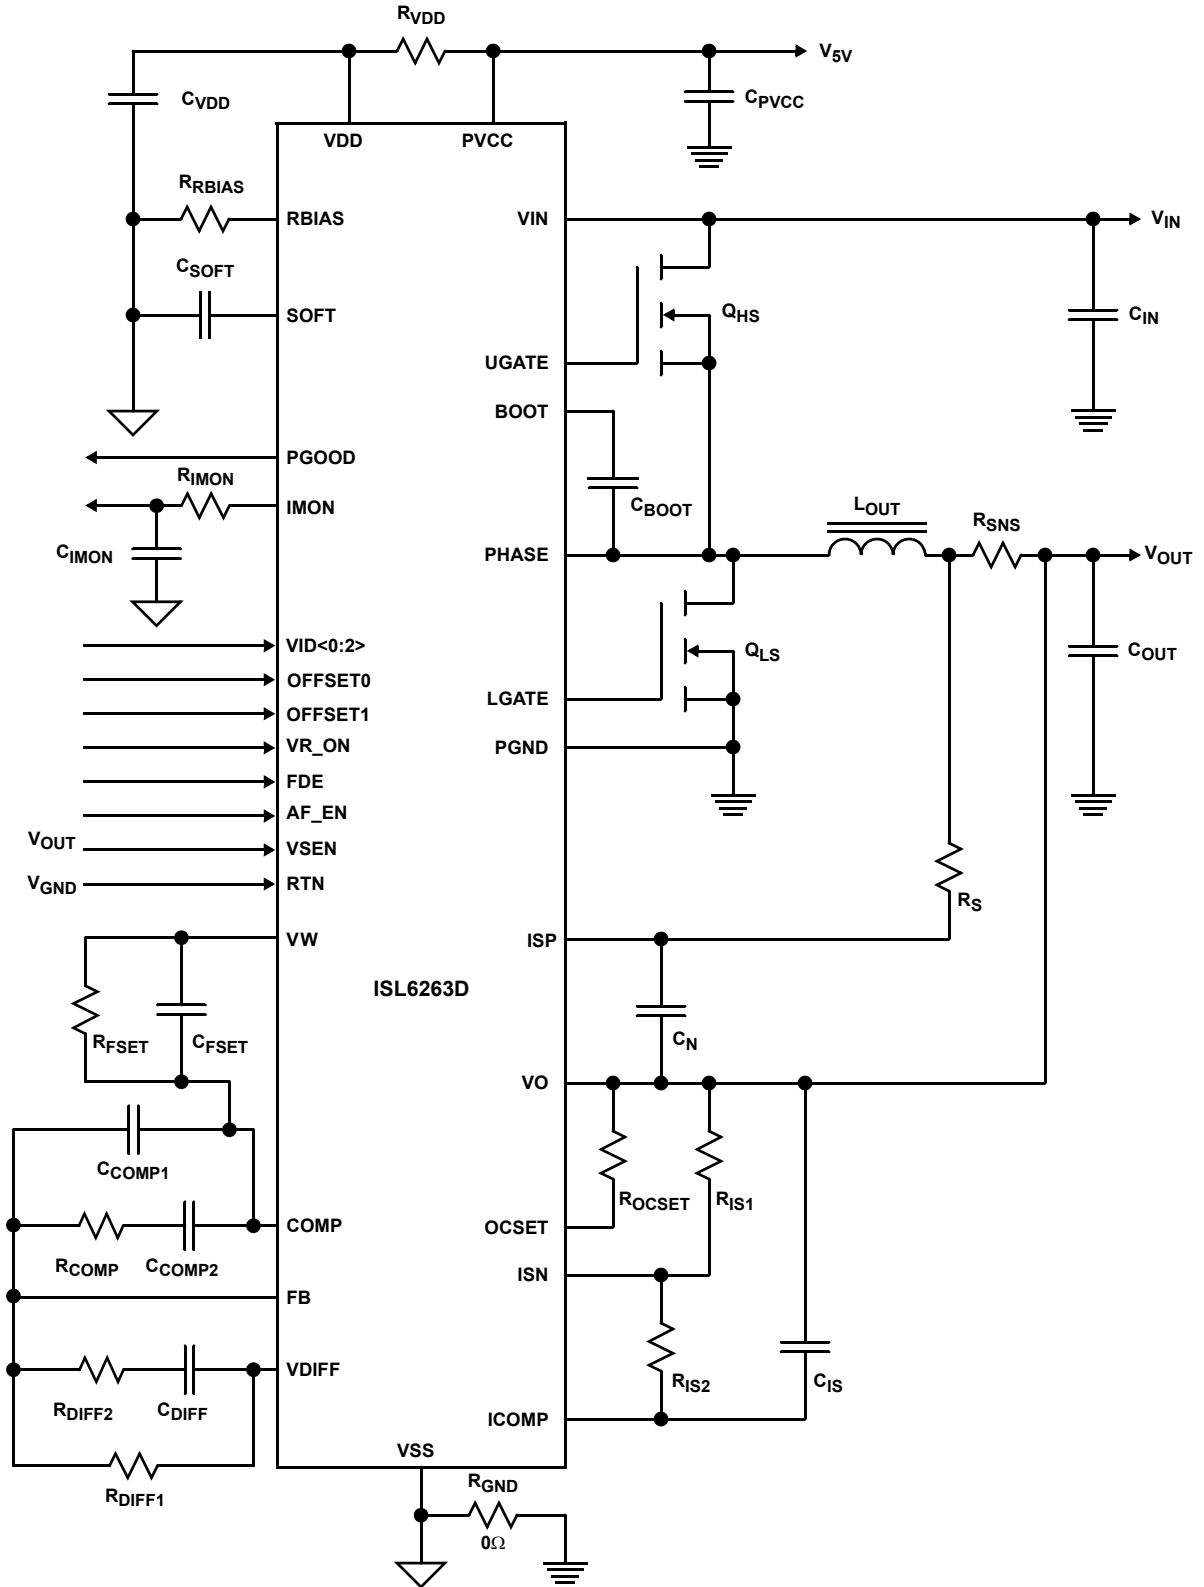 RVDD
V5V
CVDD
CPVCC
VDD
PVCC
RRBIAS
RBIAS
VIN
VIN
CSOFT
SOFT
QHS
CIN
UGATE
BOOT
PGOOD
RIMON
IMON
CBOOT
LOUT
RSNS
CIMON
PHASE
VOUT
VID<0:2>
QLS
COUT
OFFSET0
LGATE
OFFSET1
VR_ON
PGND
FDE
AF_EN
VOUT
VSEN
VGND
RTN
RS
VW
ISP
ISL6263D
RFSET
CFSET
CN
VO
CCOMP1
ROCSET
RIS1
COMP
OCSET
RCOMP
CCOMP2
ISN
FB
VDIFF
RIS2
CIS
RDIFF2
CDIFF
ICOMP
VSS
RDIFF1
RGND
0Ω